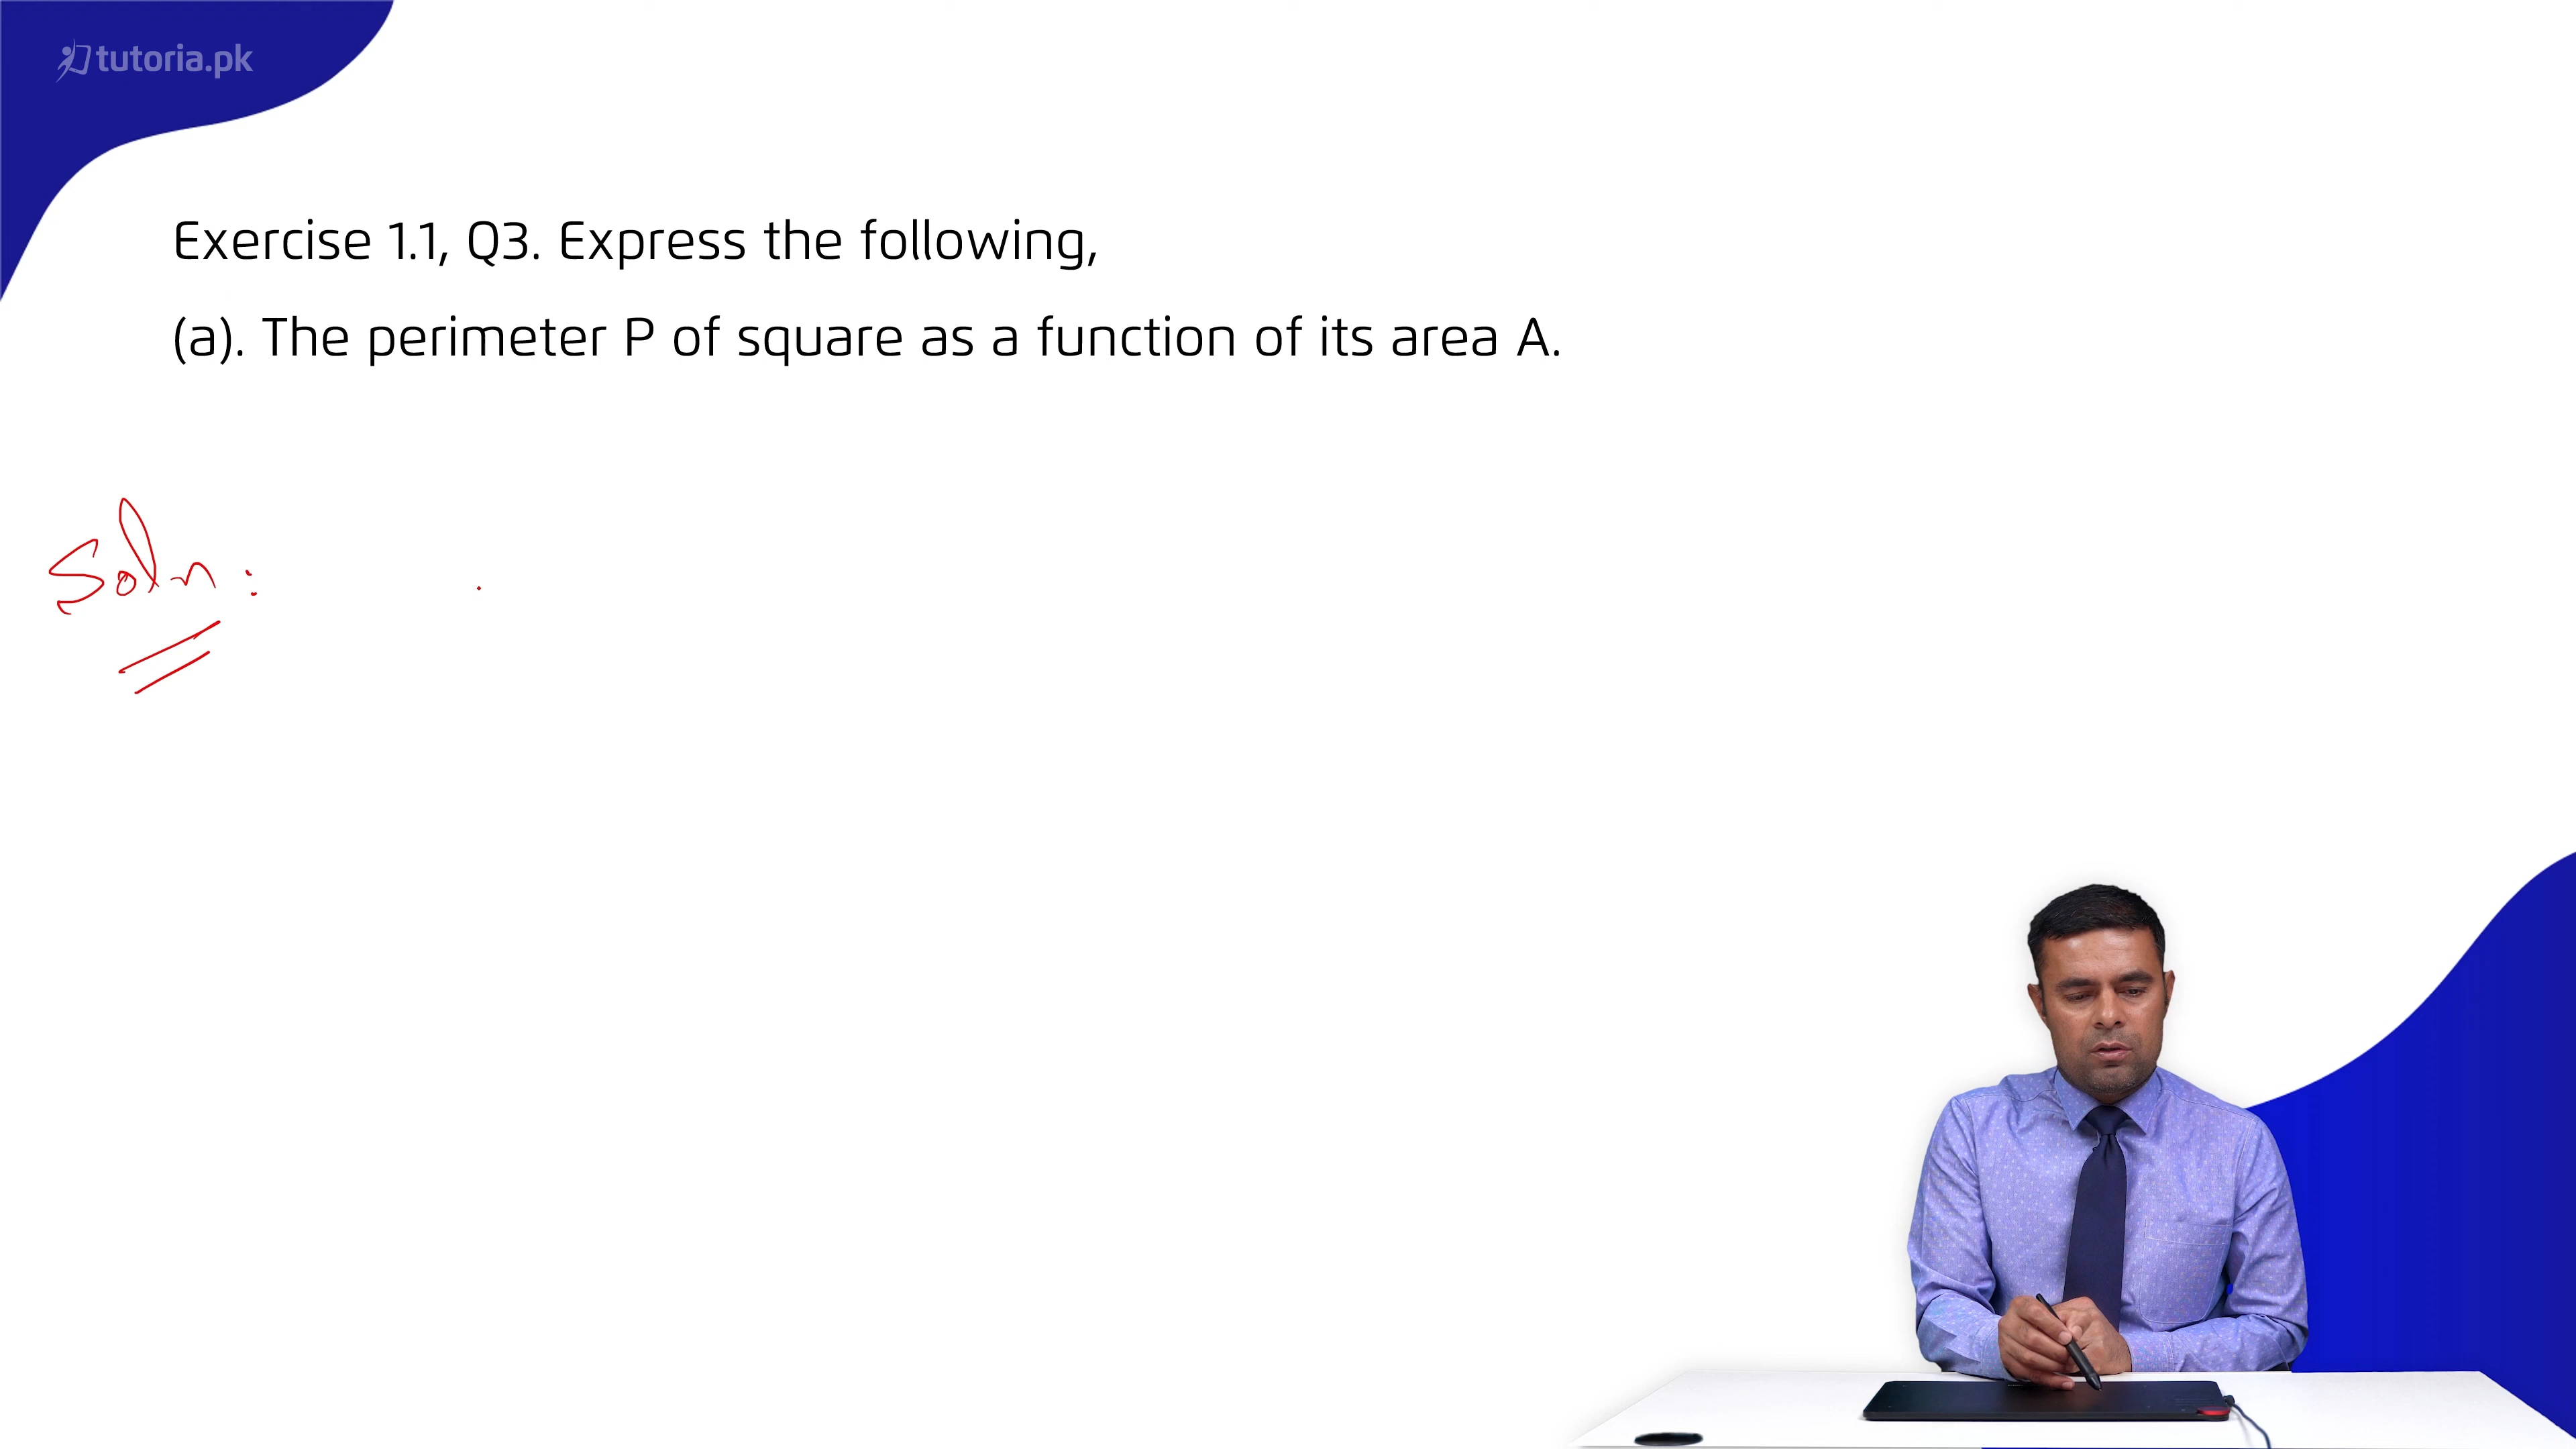 tutoria.pk
Exercise 1.1, Q3. Express the following,
(a). The perimeter P of square as a function of its area A.
Soln: